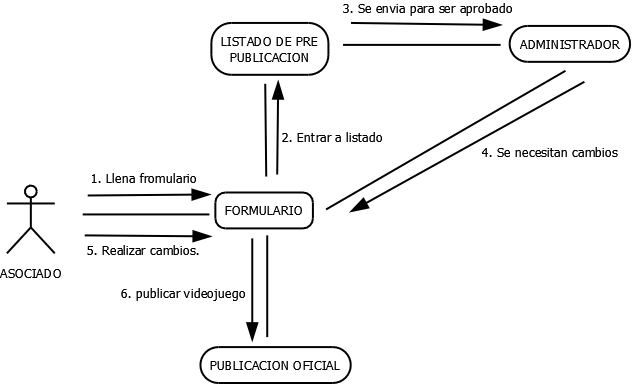 3. Se envia para ser aprobado
LISTADO DE PRE
PUBLICACION
ADMINISTRADOR
2. Entrar a listado
4. Se necesitan cambios
1. Llena fromulario
FORMULARIO
5. Realizar cambios.
ASOCIADO
6. publicar videojuego
PUBLICACION OFICIAL